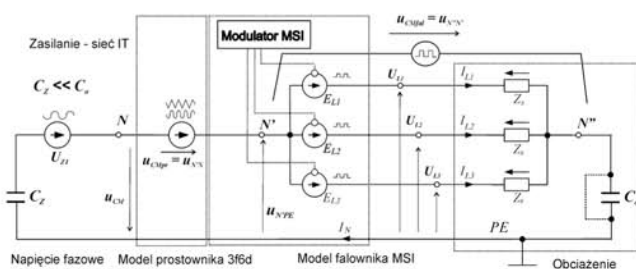 u_CMfal = u_N"N'
Zasilanie - sieć IT
Modulator MSI
C_Z << C_o
N
N'
N"
U_Z1
u_CMpr = u_N'N
E_L1
E_L2
E_L3
U_L1
U_L2
U_L3
I_L1
I_L2
I_L3
Z_o
Z_o
Z_o
C_Z
u_CM
u_N'PE
I_N
PE
C
Napięcie fazowe
Model prostownika 3f6d
Model falownika MSI
Obciążenie